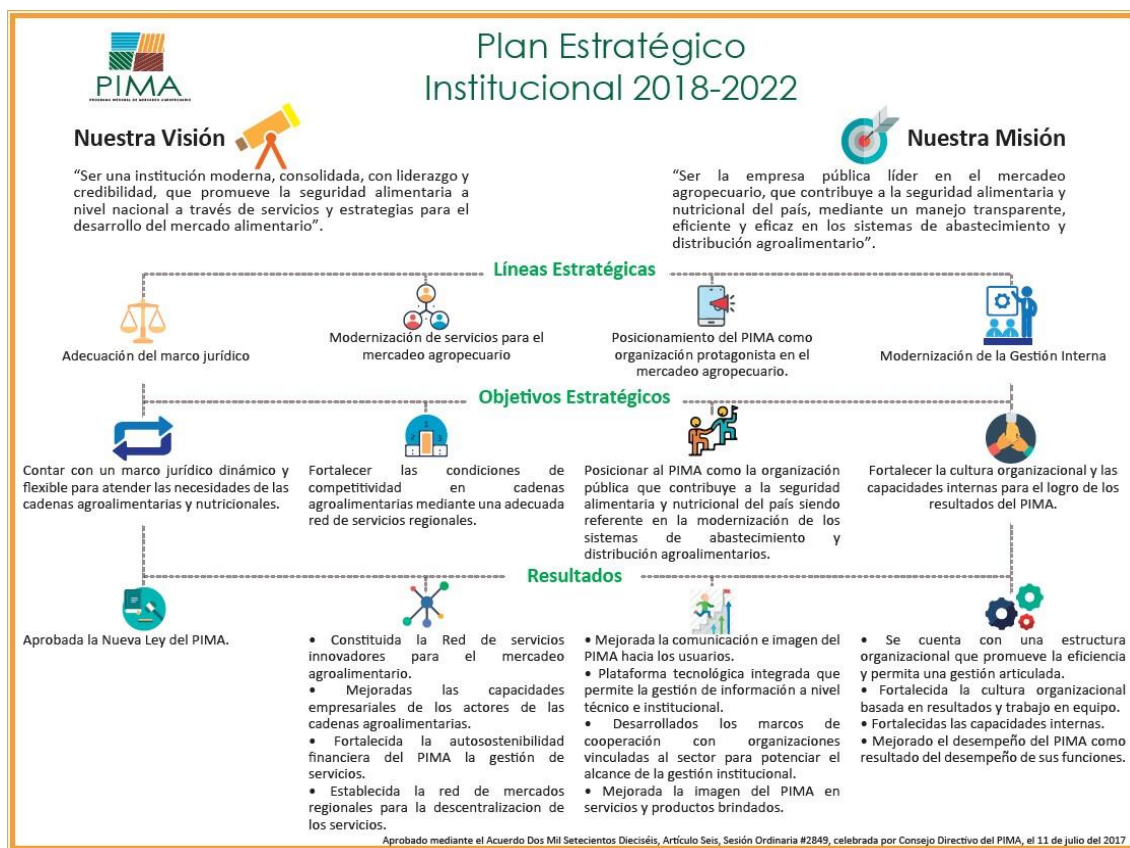 PIMA
PROGRAMA INTEGRAL DE MERCADEO AGROPECUARIO
Plan Estratégico
Institucional 2018-2022
Nuestra Visión
“Ser una institución moderna, consolidada, con liderazgo y
credibilidad, que promueve la seguridad alimentaria a
nivel nacional a través de servicios y estrategias para el
desarrollo del mercado alimentario”.
Nuestra Misión
“Ser la empresa pública líder en el mercadeo
agropecuario, que contribuye a la seguridad alimentaria y
nutricional del país, mediante un manejo transparente,
eficiente y eficaz en los sistemas de abastecimiento y
distribución agroalimentario”.
Líneas Estratégicas
Adecuación del marco jurídico
Modernización de servicios para el
mercadeo agropecuario
Posicionamiento del PIMA como
organización protagonista en el
mercadeo agropecuario.
Modernización de la Gestión Interna
Objetivos Estratégicos
Contar con un marco jurídico dinámico y
flexible para atender las necesidades de las
cadenas agroalimentarias y nutricionales.
2 1 3
Fortalecer las condiciones de
competitividad en cadenas
agroalimentarias mediante una adecuada
red de servicios regionales.
Posicionar al PIMA como la organización
pública que contribuye a la seguridad
alimentaria y nutricional del país siendo
referente en la modernización de los
sistemas de abastecimiento y
distribución agroalimentarios.
Fortalecer la cultura organizacional y las
capacidades internas para el logro de los
resultados del PIMA.
Resultados
Aprobada la Nueva Ley del PIMA.
• Constituida la Red de servicios
innovadores para el mercadeo
agroalimentario.
• Mejoradas las capacidades
empresariales de los actores de las
cadenas agroalimentarias.
• Fortalecida la autosostenibilidad
financiera del PIMA la gestión de
servicios.
• Establecida la red de mercados
regionales para la descentralizacion de
los servicios.
• Mejorada la comunicación e imagen del
PIMA hacia los usuarios.
• Plataforma tecnológica integrada que
permite la gestión de información a nivel
técnico e institucional.
• Desarrollados los marcos de
cooperación con organizaciones
vinculadas al sector para potenciar el
alcance de la gestión institucional.
• Mejorada la imagen del PIMA en
servicios y productos brindados.
• Se cuenta con una estructura
organizacional que promueve la eficiencia
y permita una gestión articulada.
• Fortalecida la cultura organizacional
basada en resultados y trabajo en equipo.
• Fortalecidas las capacidades internas.
• Mejorado el desempeño del PIMA como
resultado del desempeño de sus funciones.
Aprobado mediante el Acuerdo Dos Mil Setecientos Dieciséis, Artículo Seis, Sesión Ordinaria #2849, celebrada por Consejo Directivo del PIMA, el 11 de julio del 2017